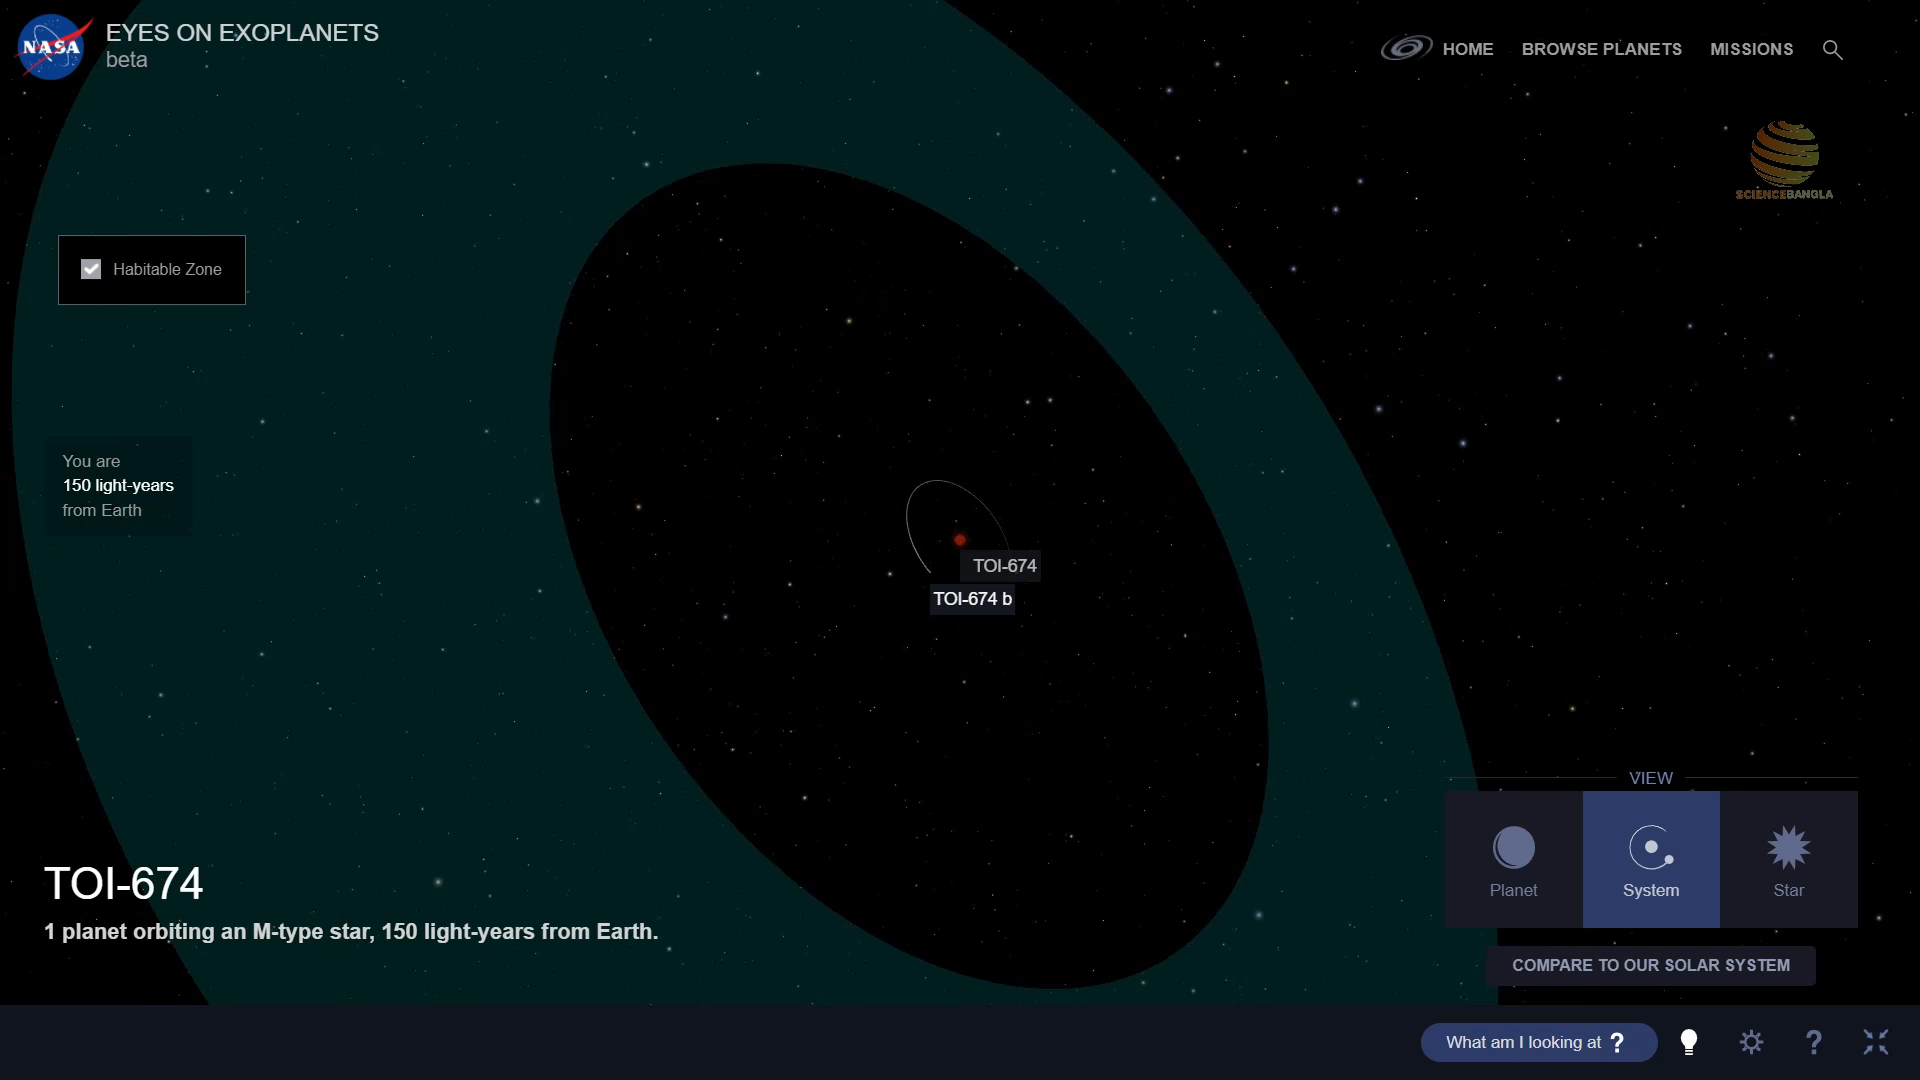 NASA
EYES ON EXOPLANETS
beta
HOME
BROWSE PLANETS
MISSIONS
SCIENCEBANGLA
Habitable Zone
You are
150 light-years
from Earth
TOI-674
TOI-674 b
VIEW
Planet
System
Star
TOI-674
1 planet orbiting an M-type star, 150 light-years from Earth.
COMPARE TO OUR SOLAR SYSTEM
What am I looking at ?
?